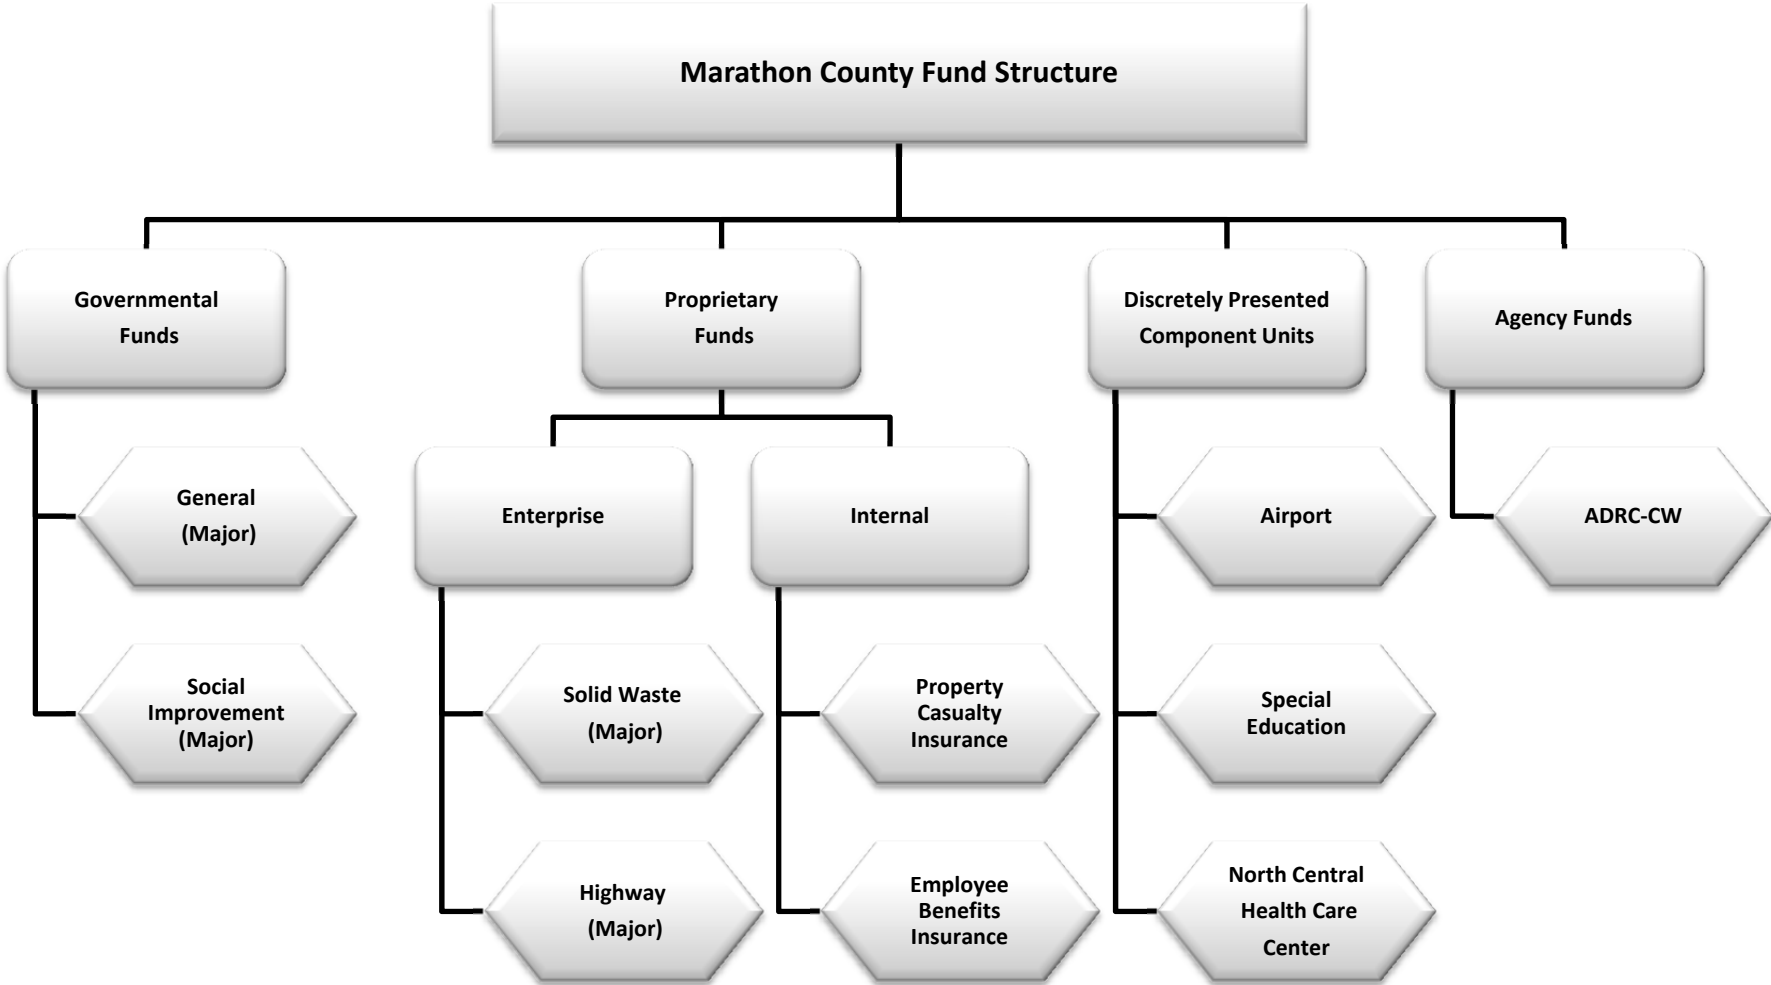 Marathon County Fund Structure
Governmental
Funds
Proprietary
Funds
Discretely Presented
Component Units
Agency Funds
General
(Major)
Enterprise
Internal
Airport
ADRC-CW
Social
Improvement
(Major)
Solid Waste
(Major)
Property
Casualty
Insurance
Special
Education
Highway
(Major)
Employee
Benefits
Insurance
North Central
Health Care
Center